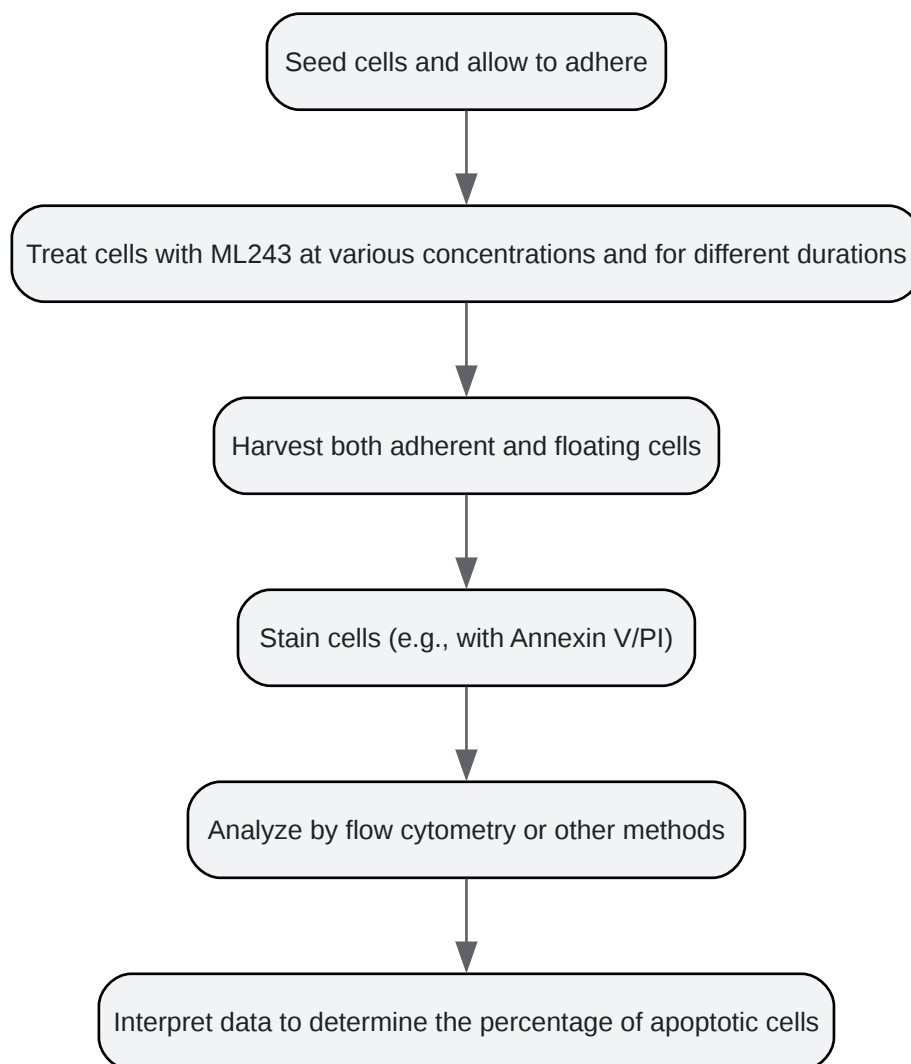 Seed cells and allow to adhere
Treat cells with ML243 at various concentrations and for different durations
Harvest both adherent and floating cells
Stain cells (e.g., with Annexin V/PI)
Analyze by flow cytometry or other methods
Interpret data to determine the percentage of apoptotic cells